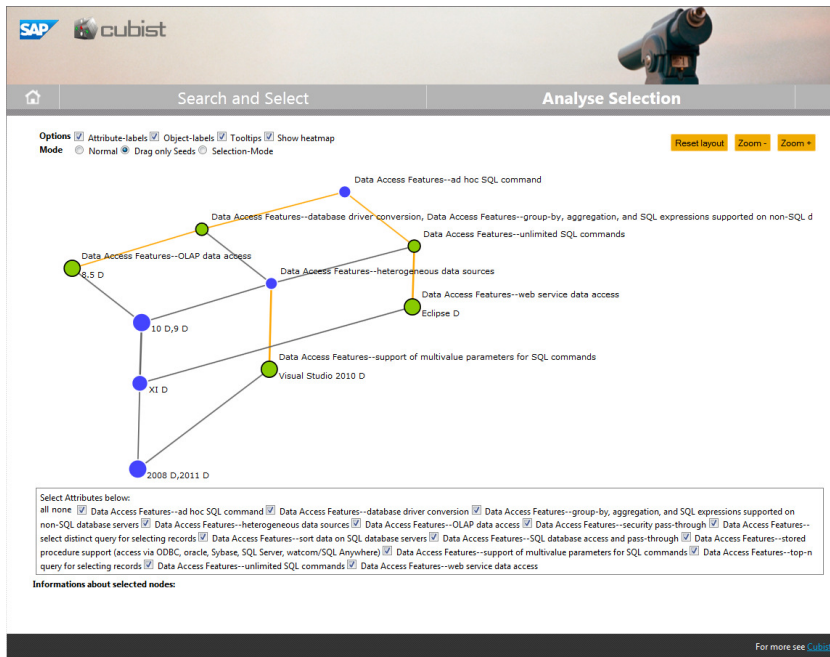 SAP cubist
Search and Select
Analyse Selection
Options Attribute-labels Object-labels Tooltips Show heatmap
Mode Normal Drag only Seeds Selection-Mode
Reset layout Zoom - Zoom +
Data Access Features--ad hoc SQL command
Data Access Features--database driver conversion, Data Access Features--group-by, aggregation, and SQL expressions supported on non-SQL d
Data Access Features--unlimited SQL commands
Data Access Features--OLAP data access
8.5 D
Data Access Features--heterogeneous data sources
Data Access Features--web service data access
Eclipse D
10 D,9 D
Data Access Features--support of multivalue parameters for SQL commands
Visual Studio 2010 D
XI D
2008 D,2011 D
Select Attributes below:
all none Data Access Features--ad hoc SQL command Data Access Features--database driver conversion Data Access Features--group-by, aggregation, and SQL expressions supported on
non-SQL database servers Data Access Features--heterogeneous data sources Data Access Features--OLAP data access Data Access Features--security pass-through Data Access Features--
select distinct query for selecting records Data Access Features--sort data on SQL database servers Data Access Features--SQL database access and pass-through Data Access Features--stored
procedure support (access via ODBC, oracle, Sybase, SQL Server, watcom/SQL Anywhere) Data Access Features--support of multivalue parameters for SQL commands Data Access Features--top-n
query for selecting records Data Access Features--unlimited SQL commands Data Access Features--web service data access
Informations about selected nodes:
For more see Cubist